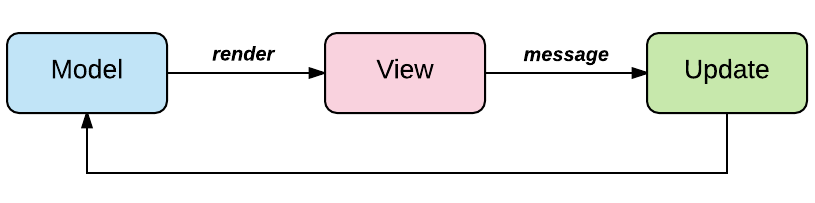 Model
render
View
message
Update